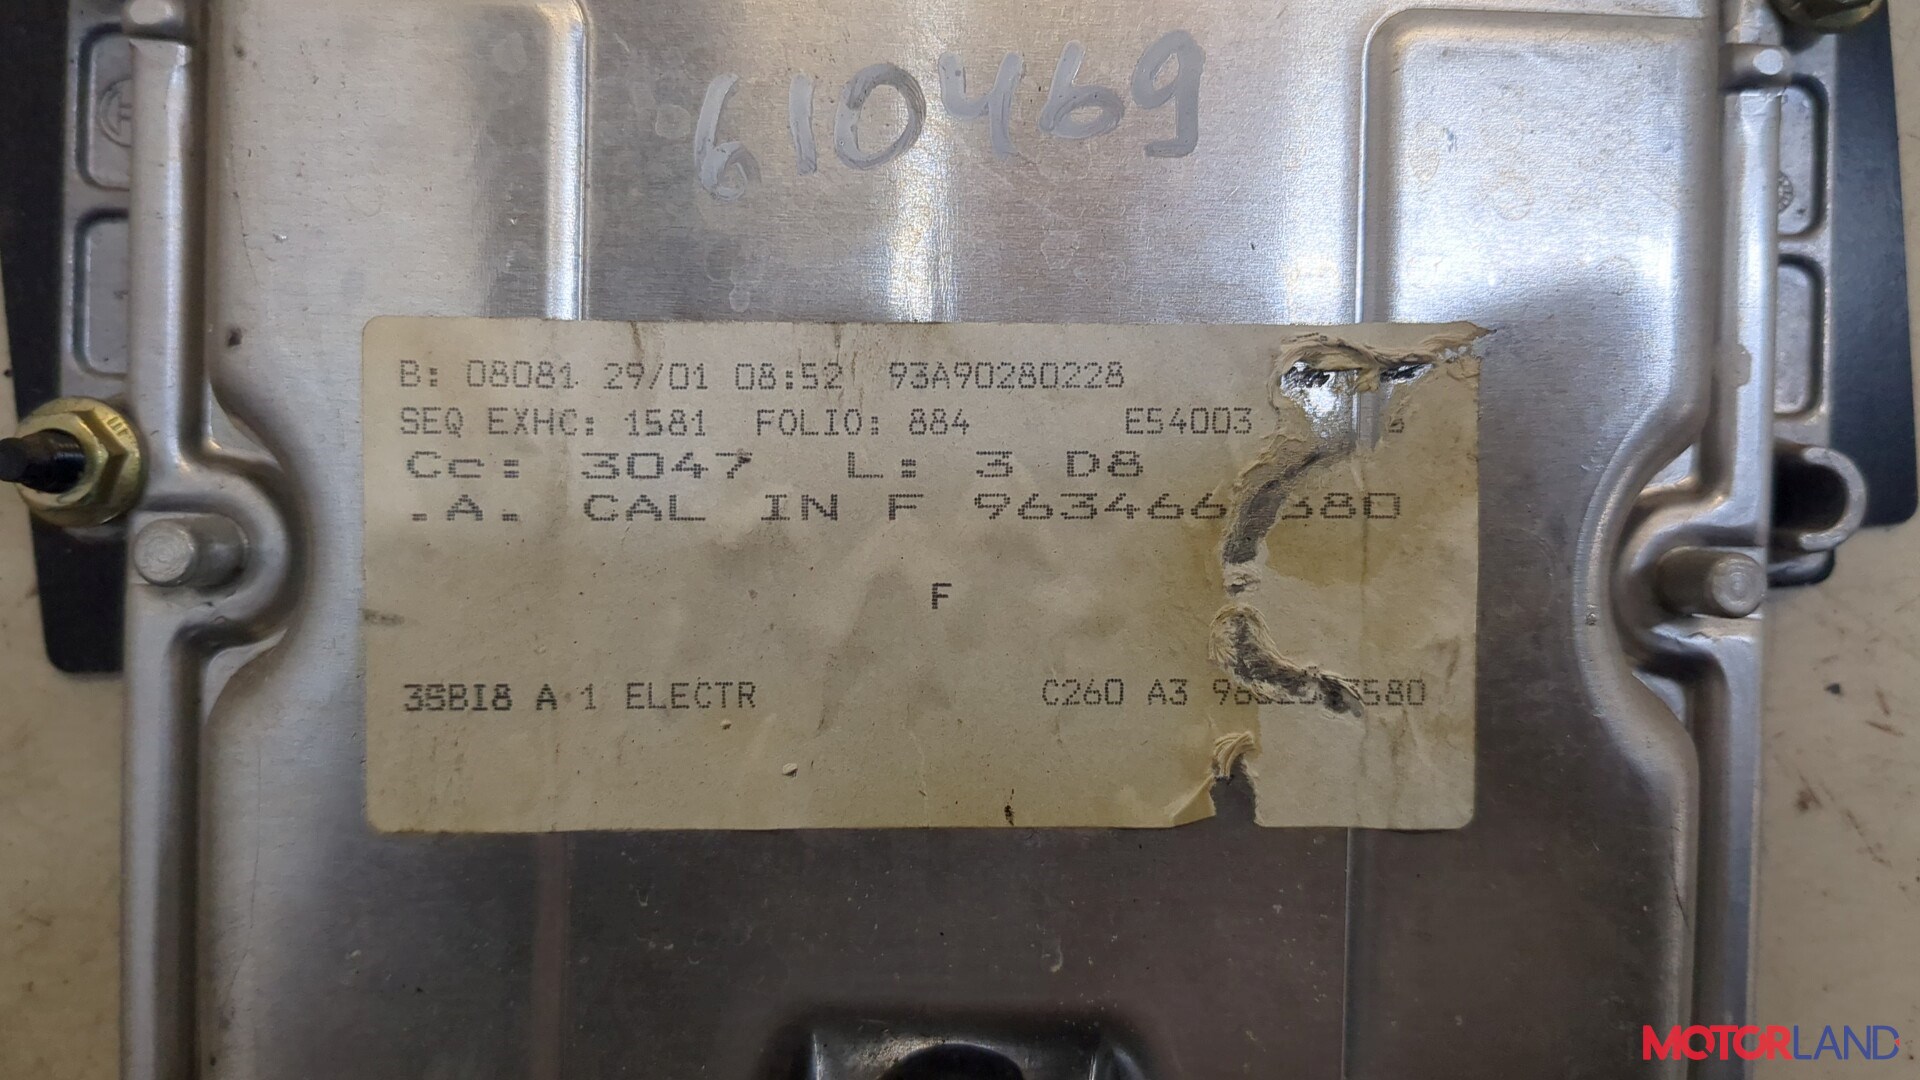 610469
B: 08081 29/01 08:52 93A90280228
SEQ EXHC: 1581 FOLIO: 884 E54003
Cc: 3047 L: 3 D8
.A. CAL IN F
F
3SBI8 A 1 ELECTR C260 A3
MOTORLAND